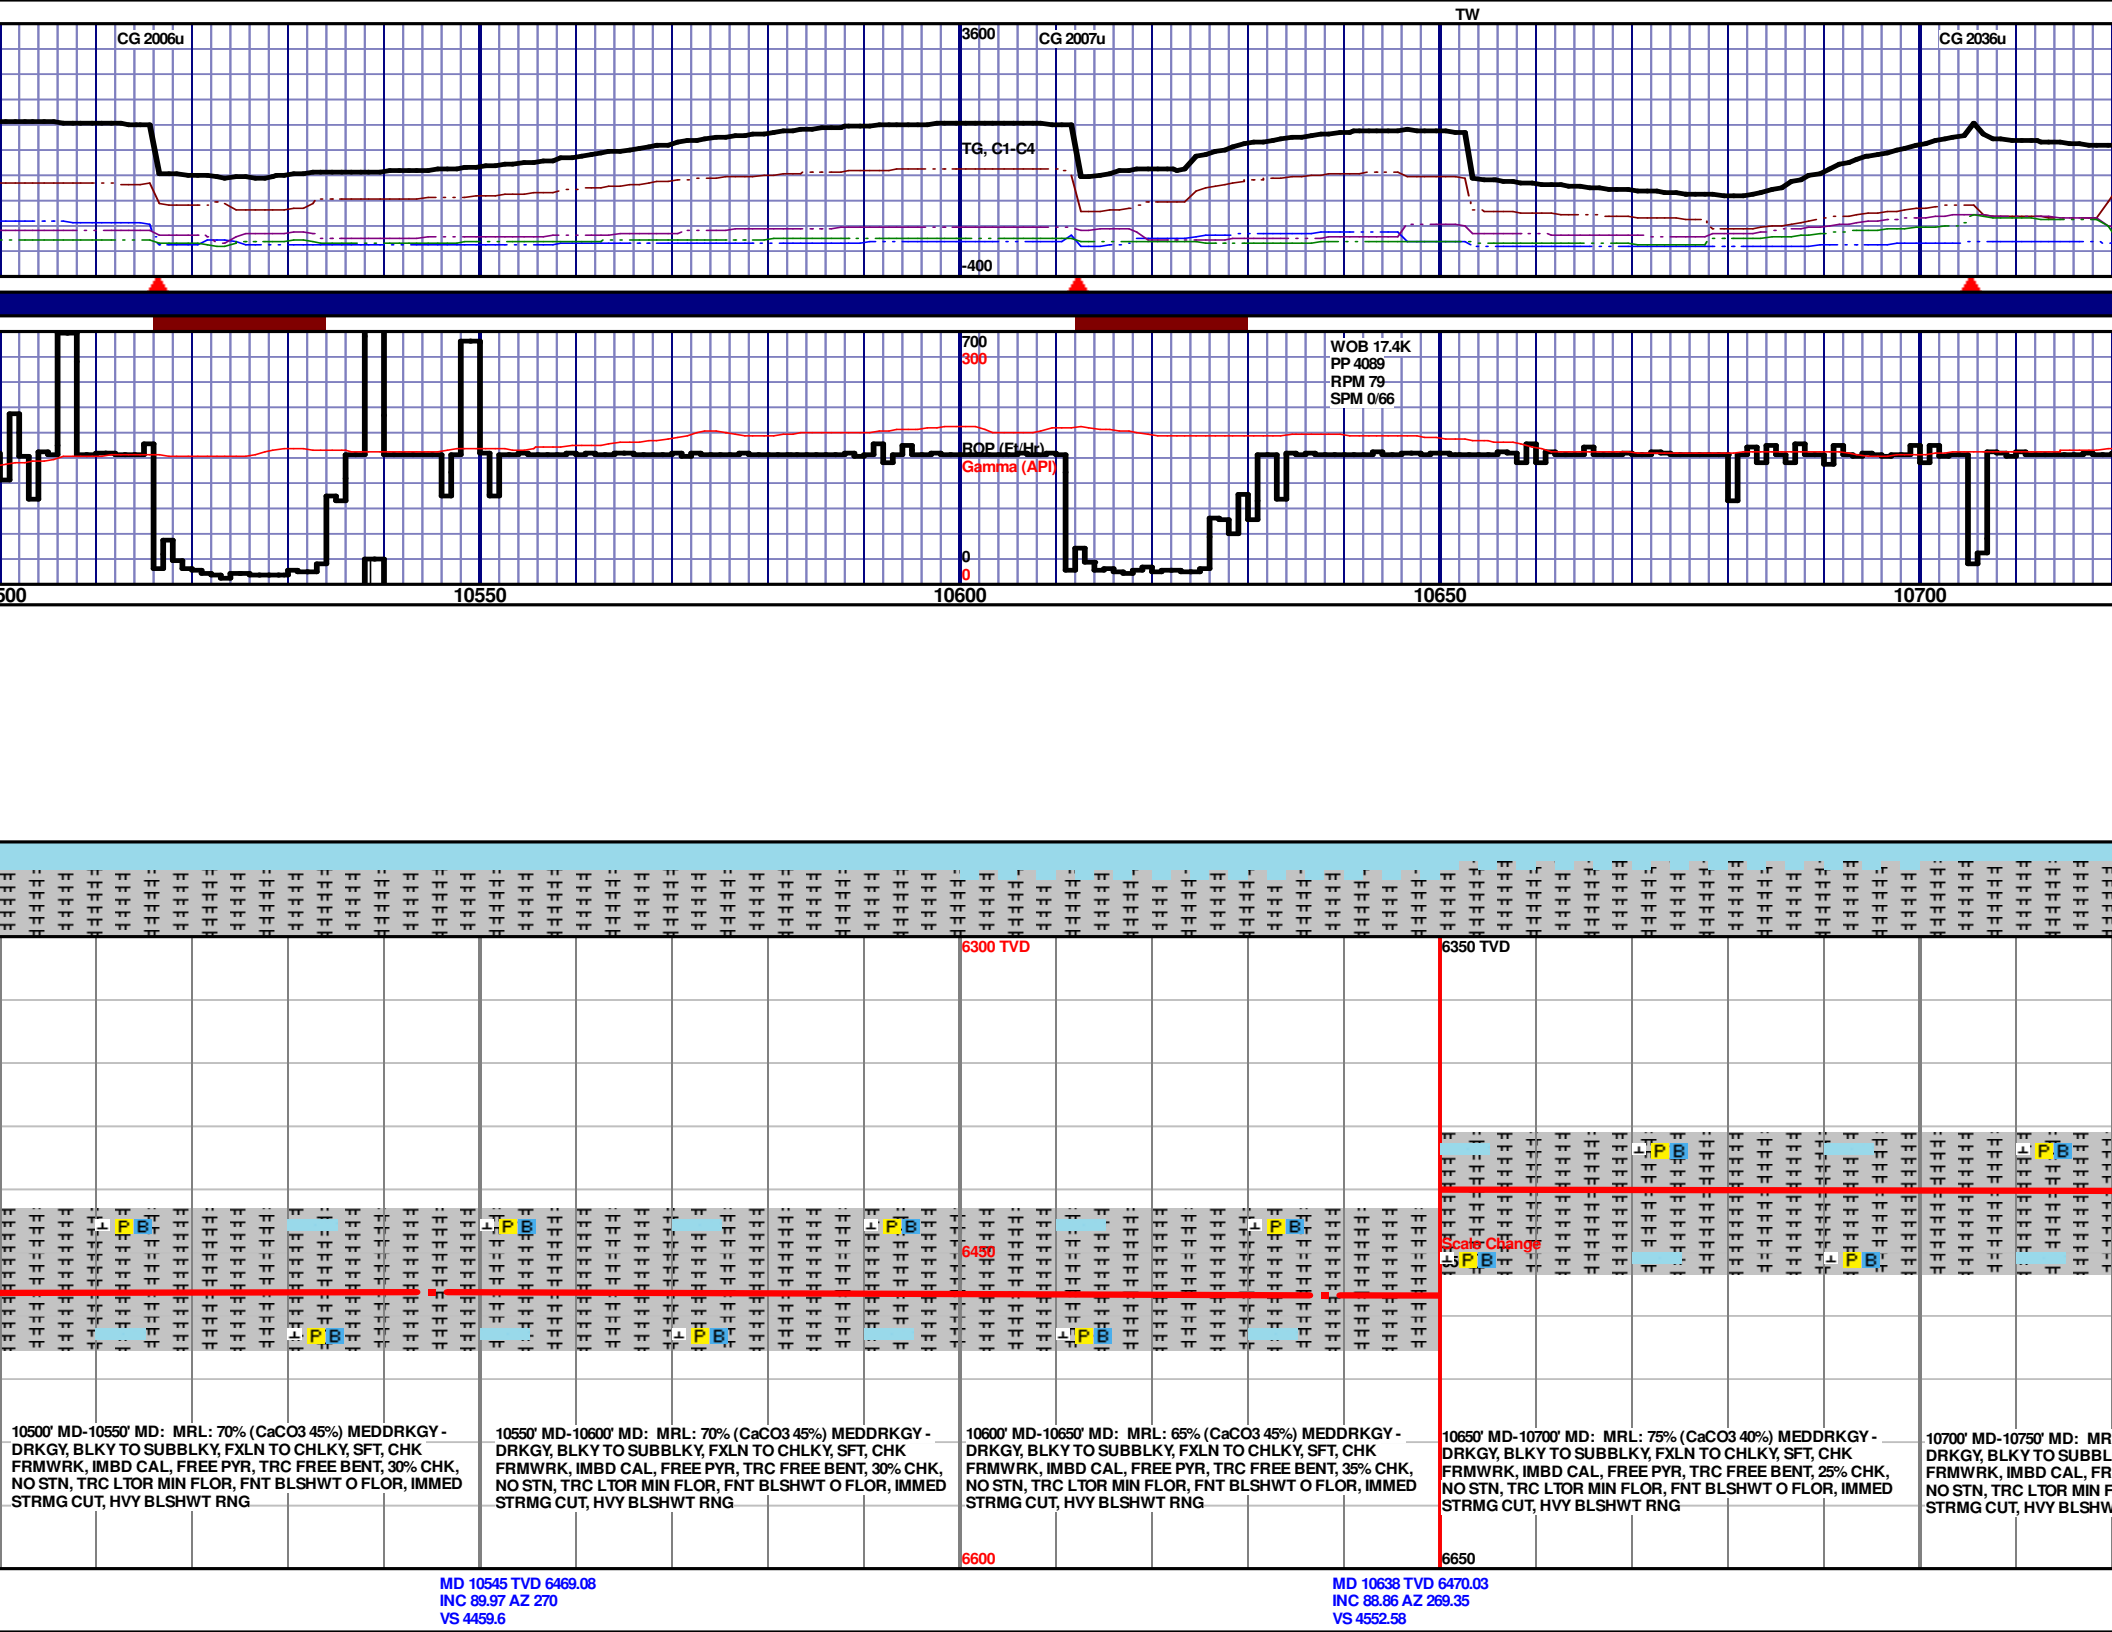 TW
CG 2006u
3600
CG 2007u
CG 2036u
TG, C1-C4
-400
700
300
WOB 17.4K
PP 4089
RPM 79
SPM 0/66
ROP (Ft/Hr)
Gamma (API)
0
0
500
10550
10600
10650
10700
6300 TVD
6350 TVD
P B
P B
P B
P B
P B
P B
P B
P B
P B
P B
P B
P B
6450
Scale Change
10500' MD-10550' MD: MRL: 70% (CaCO3 45%) MEDDRKGY -
DRKGY, BLKY TO SUBBLKY, FXLN TO CHLKY, SFT, CHK
FRMWRK, IMBD CAL, FREE PYR, TRC FREE BENT, 30% CHK,
NO STN, TRC LTOR MIN FLOR, FNT BLSHWT O FLOR, IMMED
STRMG CUT, HVY BLSHWT RNG
10550' MD-10600' MD: MRL: 70% (CaCO3 45%) MEDDRKGY -
DRKGY, BLKY TO SUBBLKY, FXLN TO CHLKY, SFT, CHK
FRMWRK, IMBD CAL, FREE PYR, TRC FREE BENT, 30% CHK,
NO STN, TRC LTOR MIN FLOR, FNT BLSHWT O FLOR, IMMED
STRMG CUT, HVY BLSHWT RNG
10600' MD-10650' MD: MRL: 65% (CaCO3 45%) MEDDRKGY -
DRKGY, BLKY TO SUBBLKY, FXLN TO CHLKY, SFT, CHK
FRMWRK, IMBD CAL, FREE PYR, TRC FREE BENT, 35% CHK,
NO STN, TRC LTOR MIN FLOR, FNT BLSHWT O FLOR, IMMED
STRMG CUT, HVY BLSHWT RNG
10650' MD-10700' MD: MRL: 75% (CaCO3 40%) MEDDRKGY -
DRKGY, BLKY TO SUBBLKY, FXLN TO CHLKY, SFT, CHK
FRMWRK, IMBD CAL, FREE PYR, TRC FREE BENT, 25% CHK,
NO STN, TRC LTOR MIN FLOR, FNT BLSHWT O FLOR, IMMED
STRMG CUT, HVY BLSHWT RNG
10700' MD-10750' MD: MR
DRKGY, BLKY TO SUBBL
FRMWRK, IMBD CAL, FR
NO STN, TRC LTOR MIN F
STRMG CUT, HVY BLSHW
6600
6650
MD 10545 TVD 6469.08
INC 89.97 AZ 270
VS 4459.6
MD 10638 TVD 6470.03
INC 88.86 AZ 269.35
VS 4552.58